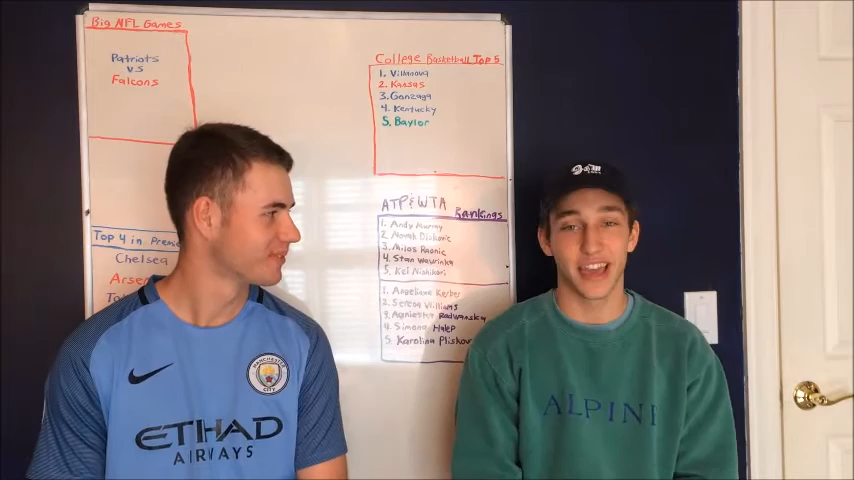 Big NFL Games
Patriots
vs
Falcons
College Basketball Top 5
1. Villanova
2. Kansas
3. Gonzaga
4. Kentucky
5. Baylor
ATP & WTA Rankings
1. Andy Murray
2. Novak Djokovic
3. Milos Raonic
4. Stan Wawrinka
5. Kei Nishikori
1. Angelique Kerber
2. Serena Williams
3. Agnieszka Radwanska
4. Simona Halep
5. Karolina Pliskova
Top 4 in
Chelsea
MANCHESTER
CITY
ETIHAD
AIRWAYS
ALPINE